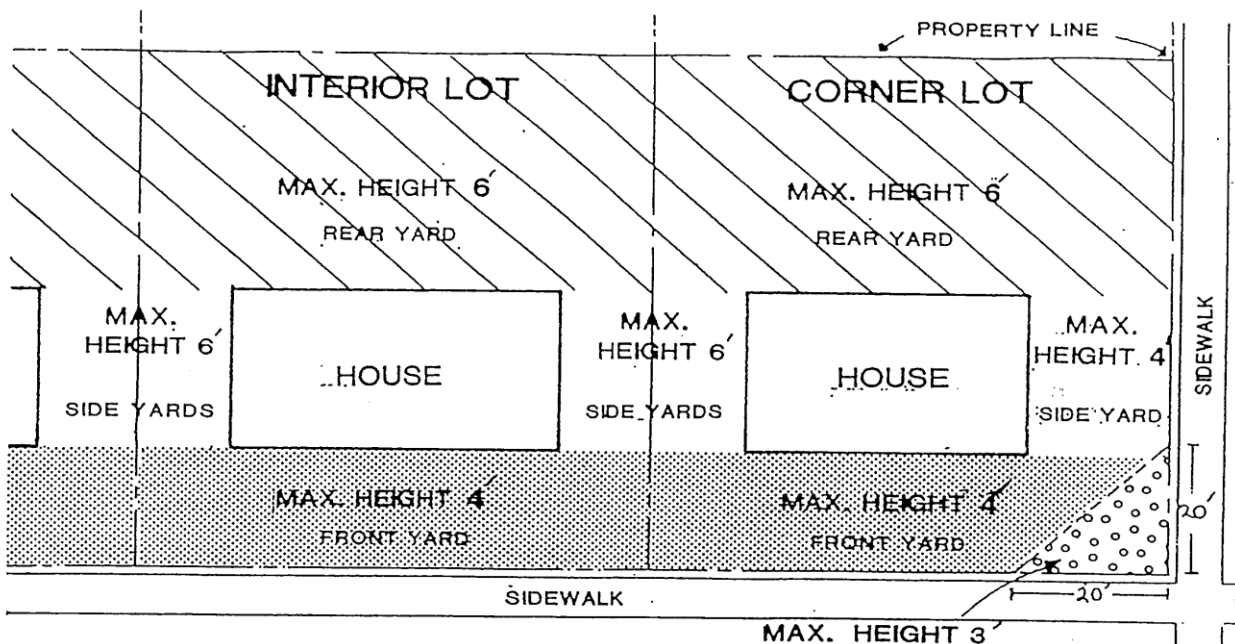 PROPERTY LINE
INTERIOR LOT
CORNER LOT
MAX. HEIGHT 6'
REAR YARD
MAX. HEIGHT 6'
REAR YARD
MAX.
HEIGHT 6'
SIDE YARDS
HOUSE
MAX.
HEIGHT 6'
SIDE YARDS
HOUSE
MAX.
HEIGHT 4'
SIDE YARD
SIDEWALK
MAX. HEIGHT 4'
FRONT YARD
MAX. HEIGHT 4'
FRONT YARD
20'
20'
SIDEWALK
MAX. HEIGHT 3'